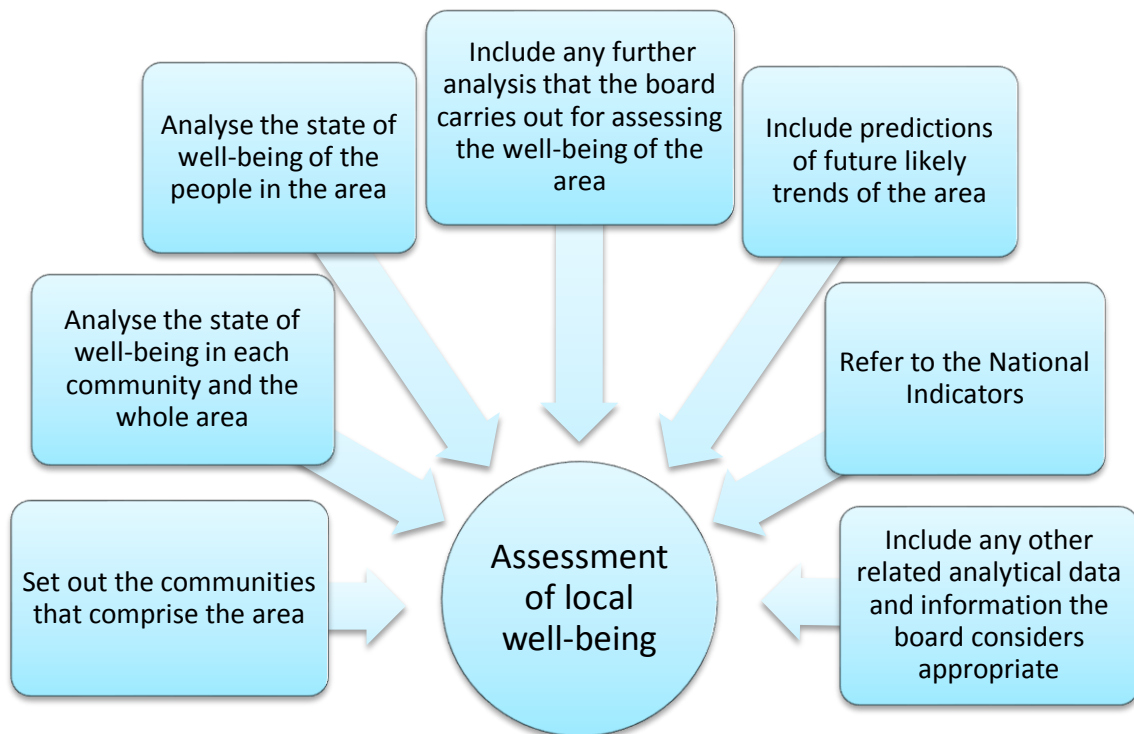 Set out the communities
that comprise the area
Analyse the state of
well-being in each
community and the
whole area
Analyse the state of
well-being of the
people in the area
Include any further
analysis that the board
carries out for assessing
the well-being of the
area
Include predictions
of future likely
trends of the area
Refer to the National
Indicators
Include any other
related analytical data
and information the
board considers
appropriate
Assessment
of local
well-being